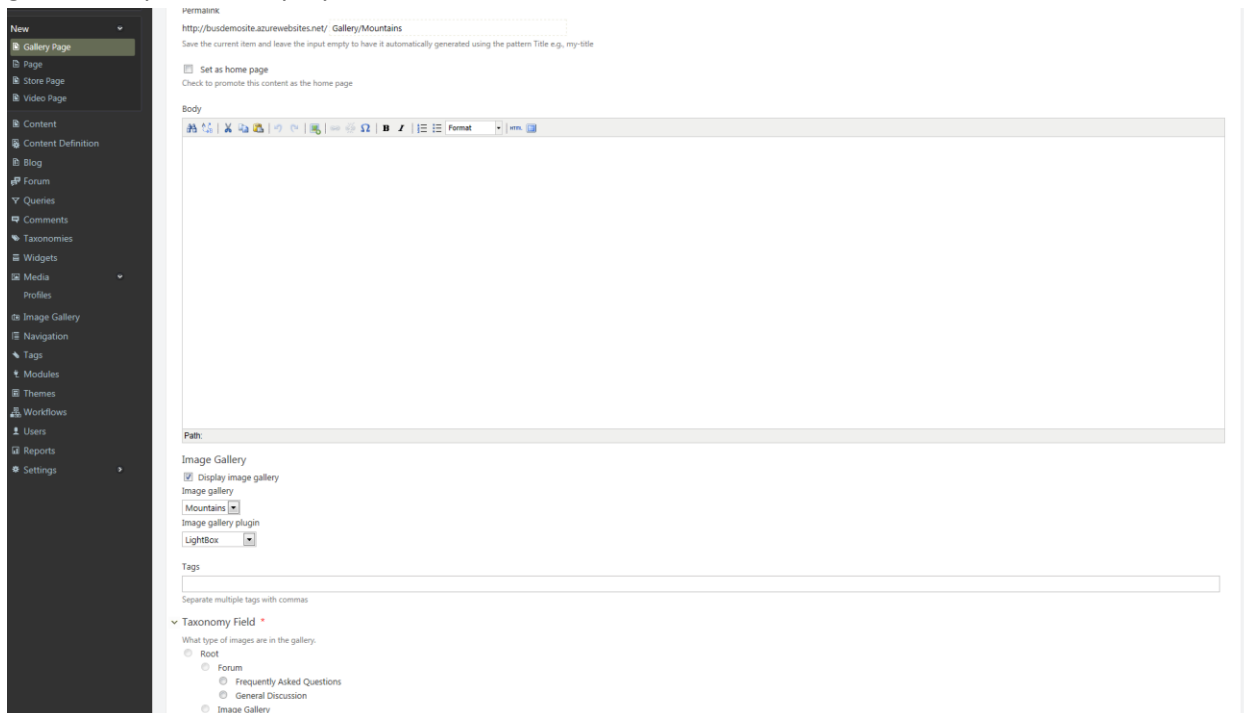 Permalink
New
http://busdemosite.azurewebsites.net/ Gallery/Mountains
Gallery Page
Save the current item and leave the input empty to have it automatically generated using the pattern Title e.g., my-title
Page
Set as home page
Store Page
Check to promote this content as the home page
Video Page
Body
Content
Format
HTML
Content Definition
Blog
Forum
Queries
Comments
Taxonomies
Widgets
Media
Profiles
Image Gallery
Navigation
Tags
Modules
Themes
Workflows
Users
Path:
Reports
Image Gallery
Settings
Display image gallery
Image gallery
Mountains
Image gallery plugin
LightBox
Tags
Separate multiple tags with commas
Taxonomy Field *
What type of images are in the gallery.
Root
Forum
Frequently Asked Questions
General Discussion
Image Gallery